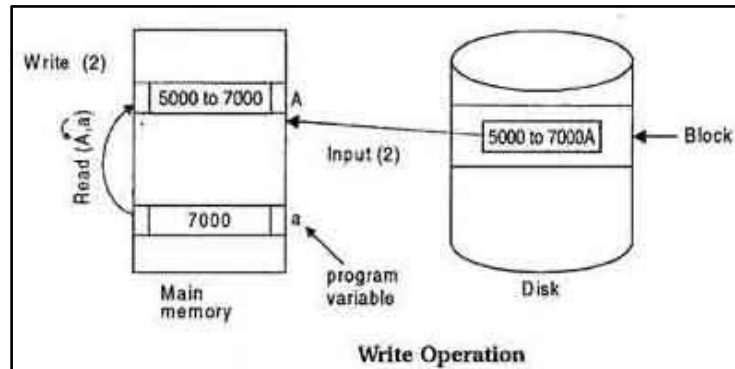 Write (2)
5000 to 7000
A
Read (A,a)
Input (2)
5000 to 7000A
Block
7000
a
program
variable
Main
memory
Disk
Write Operation